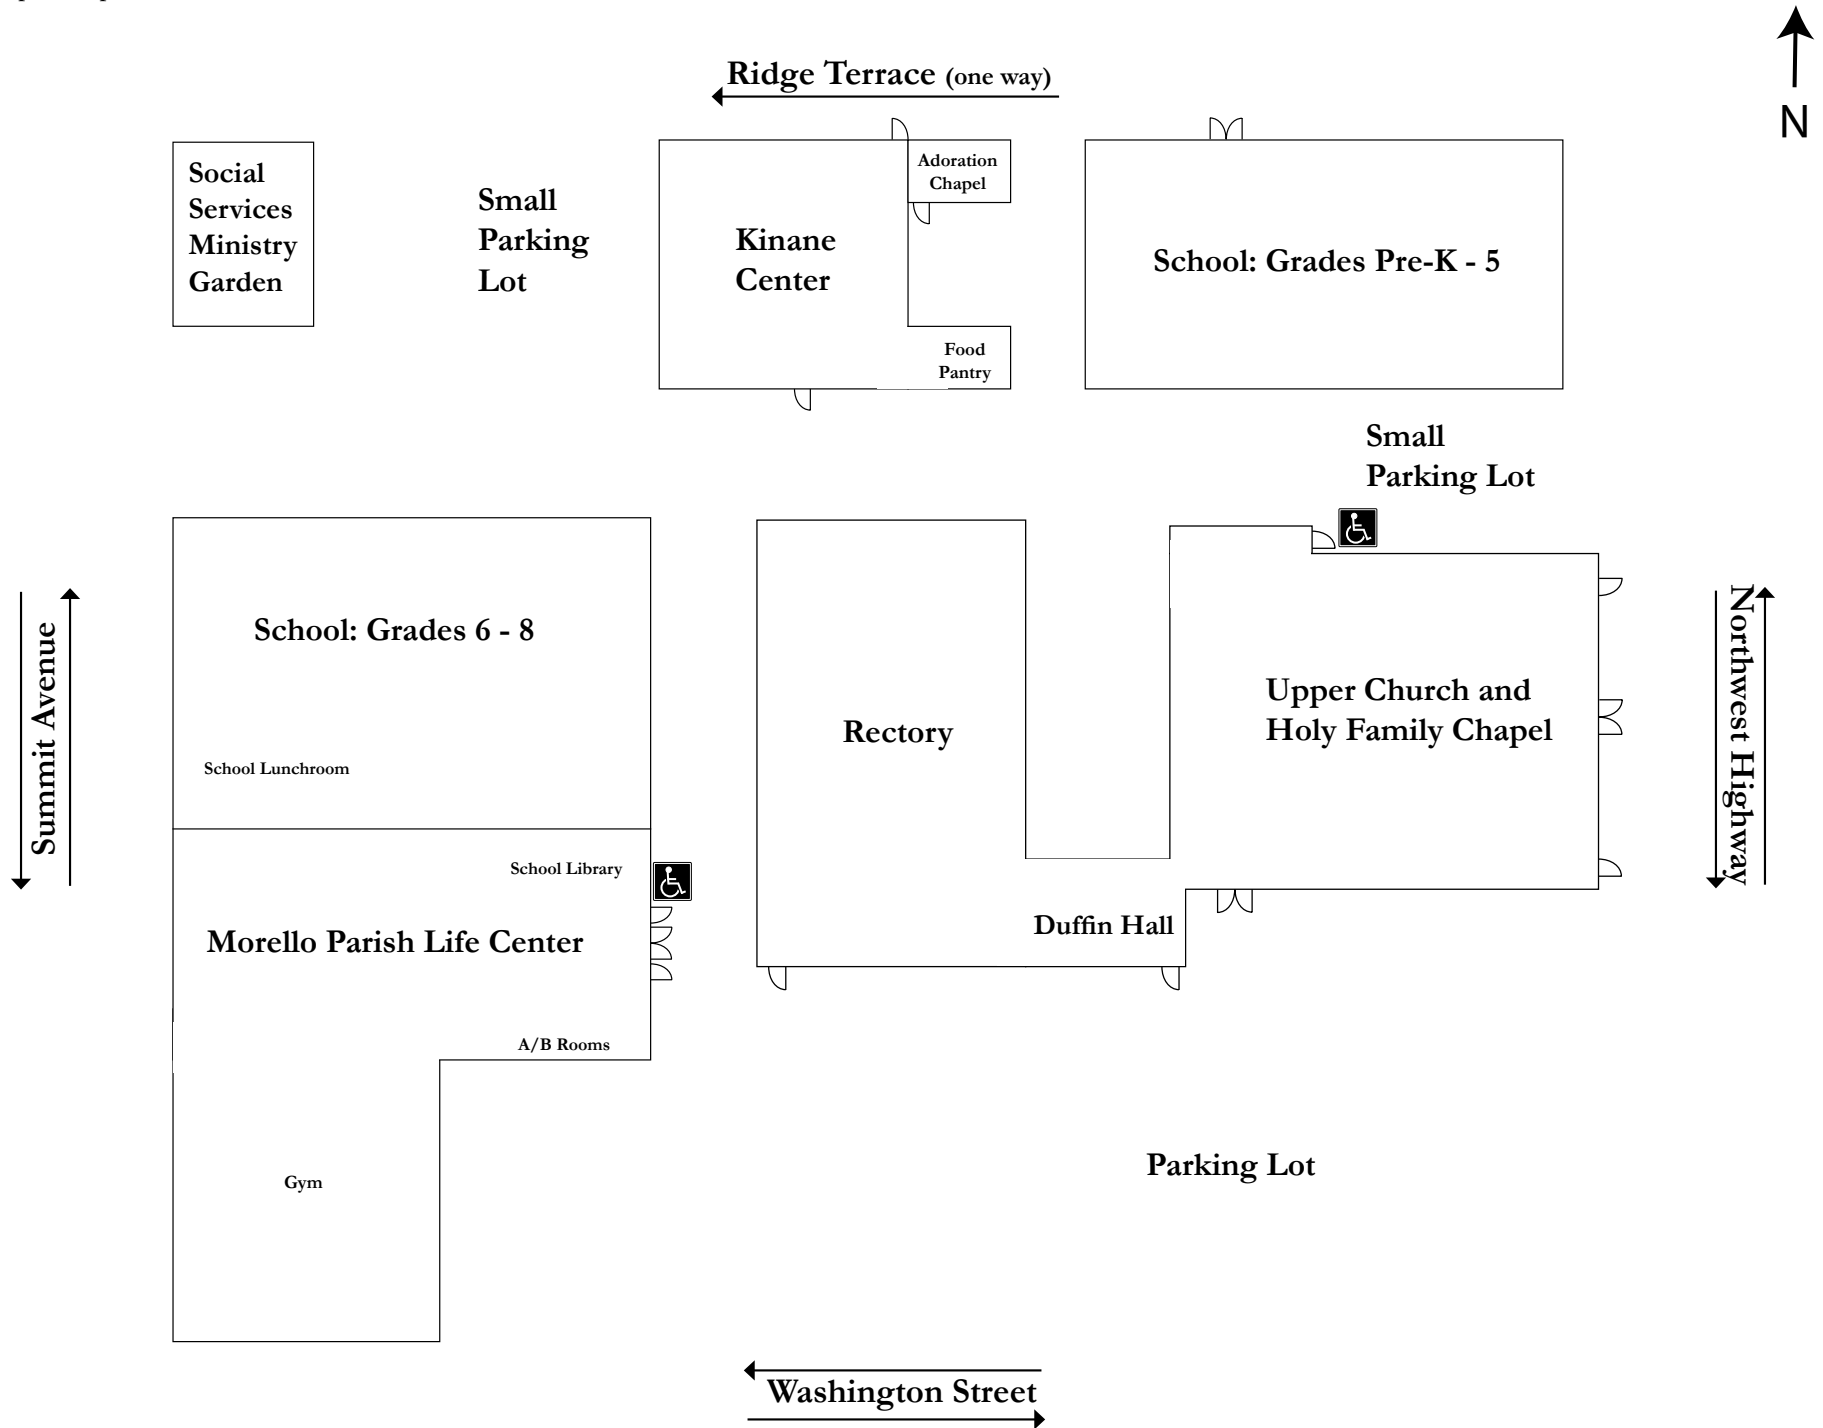 Ridge Terrace (one way)
N
Social
Services
Ministry
Garden
Small
Parking
Lot
Kinane
Center
Adoration
Chapel
Food
Pantry
School: Grades Pre-K - 5
Small
Parking Lot
School: Grades 6 - 8
School Lunchroom
Summit Avenue
Rectory
Upper Church and
Holy Family Chapel
Northwest Highway
School Library
Morello Parish Life Center
Duffin Hall
A/B Rooms
Gym
Parking Lot
Washington Street